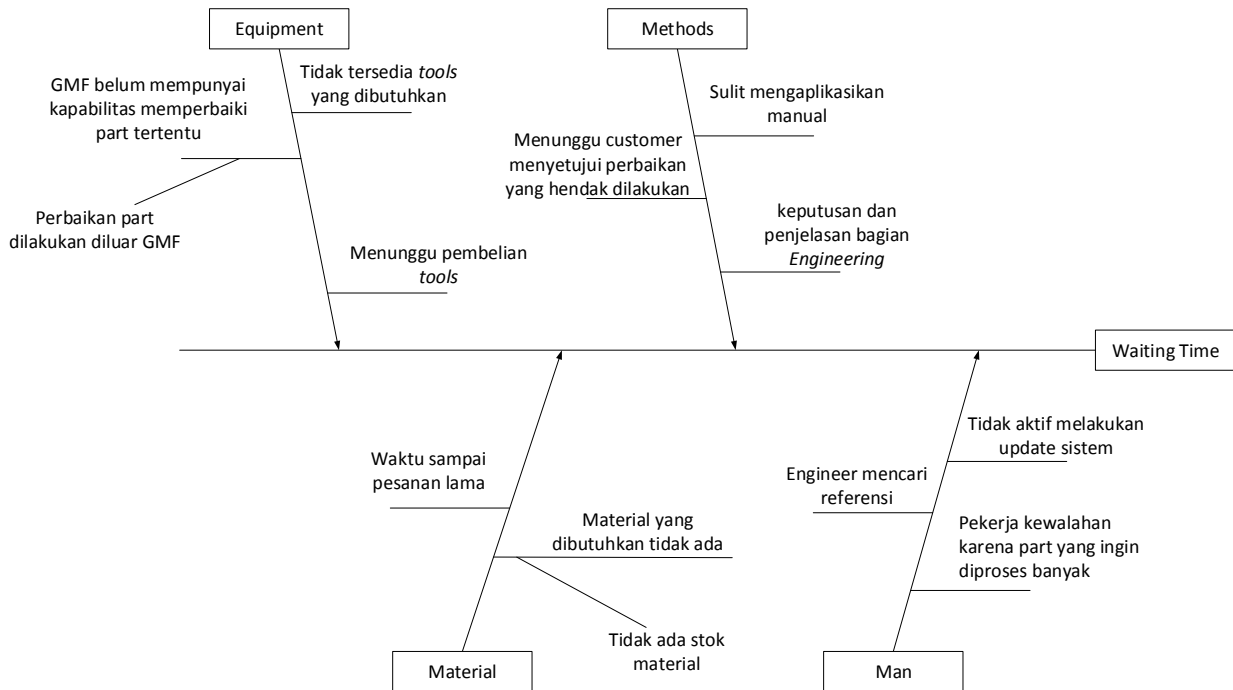 Equipment
Methods
GMF belum mempunyai
kapabilitas memperbaiki
part tertentu
Tidak tersedia tools
yang dibutuhkan
Perbaikan part
dilakukan diluar GMF
Menunggu pembelian
tools
Sulit mengaplikasikan
manual
Menunggu customer
menyetujui perbaikan
yang hendak dilakukan
keputusan dan
penjelasan bagian
Engineering
Waiting Time
Waktu sampai
pesanan lama
Material yang
dibutuhkan tidak ada
Tidak ada stok
material
Tidak aktif melakukan
update sistem
Engineer mencari
referensi
Pekerja kewalahan
karena part yang ingin
diproses banyak
Material
Man